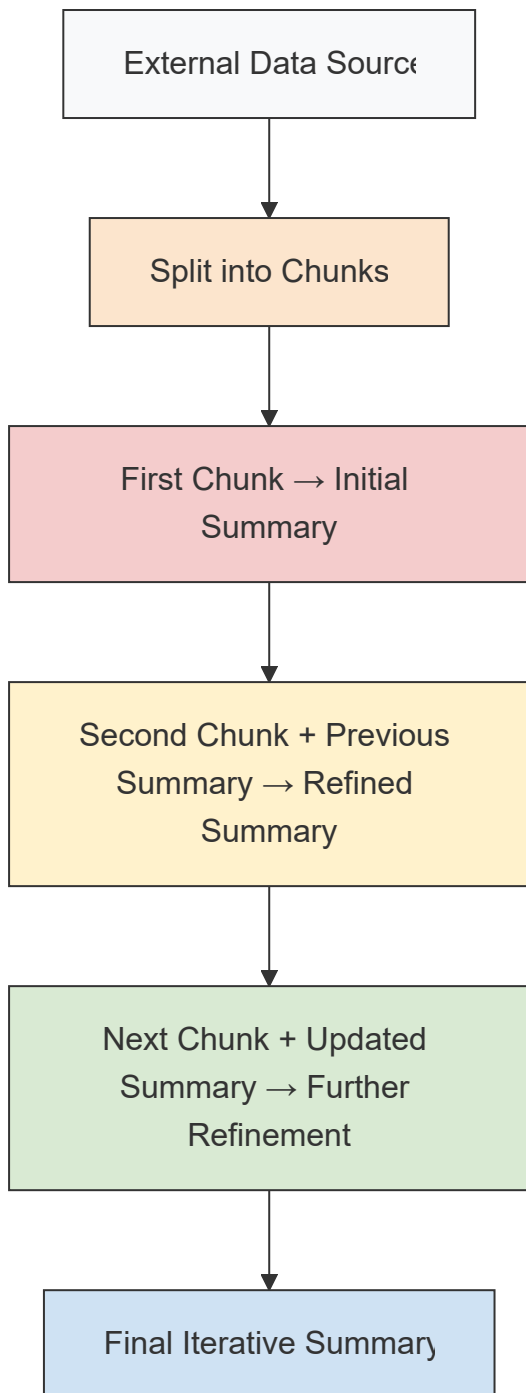 External Data Source
Split into Chunks
First Chunk → Initial
Summary
Second Chunk + Previous
Summary → Refined
Summary
Next Chunk + Updated
Summary → Further
Refinement
Final Iterative Summary